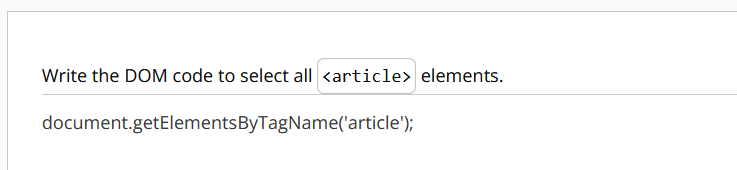 Write the DOM code to select all <article> elements.
document.getElementsByTagName('article');